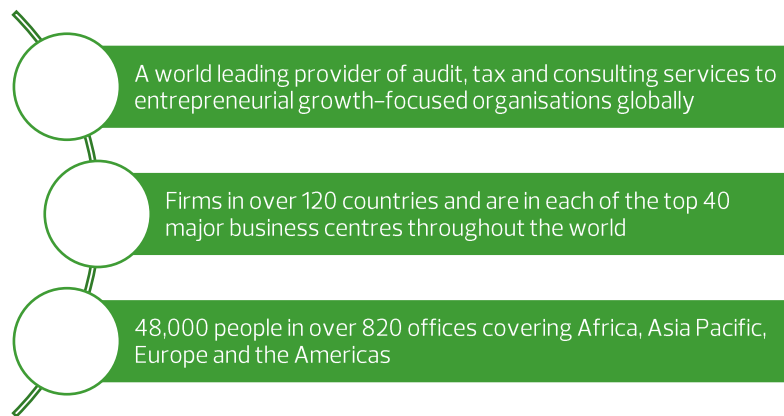 A world leading provider of audit, tax and consulting services to
entrepreneurial growth-focused organisations globally
Firms in over 120 countries and are in each of the top 40
major business centres throughout the world
48,000 people in over 820 offices covering Africa, Asia Pacific,
Europe and the Americas